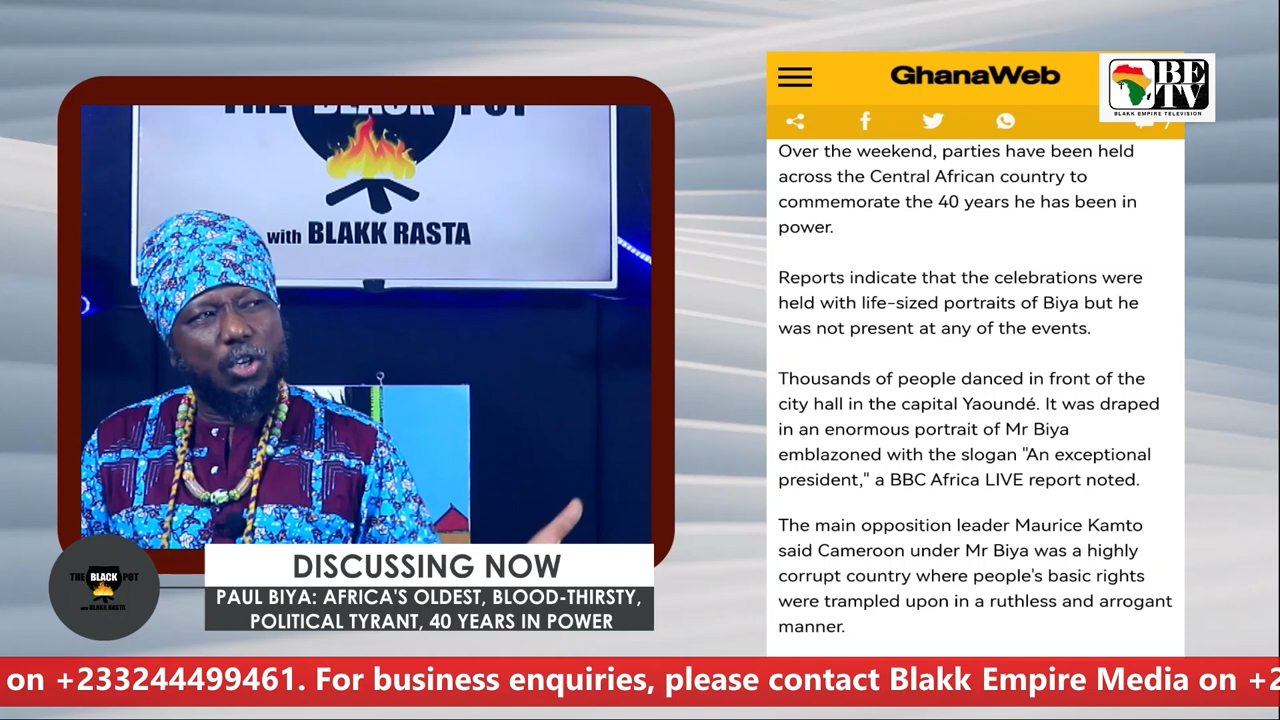 THE BLACK POT
with BLAKK RASTA
THE BLACK POT
with BLAKK RASTA
DISCUSSING NOW
PAUL BIYA: AFRICA'S OLDEST, BLOOD-THIRSTY,
POLITICAL TYRANT, 40 YEARS IN POWER
GhanaWeb
BE
TV
BLAKK EMPIRE TELEVISION
7
Over the weekend, parties have been held
across the Central African country to
commemorate the 40 years he has been in
power.
Reports indicate that the celebrations were
held with life-sized portraits of Biya but he
was not present at any of the events.
Thousands of people danced in front of the
city hall in the capital Yaoundé. It was draped
in an enormous portrait of Mr Biya
emblazoned with the slogan "An exceptional
president," a BBC Africa LIVE report noted.
The main opposition leader Maurice Kamto
said Cameroon under Mr Biya was a highly
corrupt country where people's basic rights
were trampled upon in a ruthless and arrogant
manner.
on +233244499461. For business enquiries, please contact Blakk Empire Media on +2